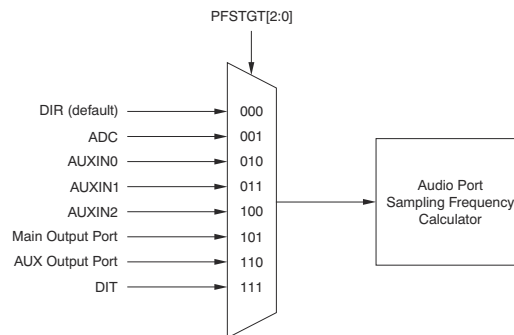 PFSTGT[2:0]
DIR (default) 000
ADC 001
AUXIN0 010
AUXIN1 011
AUXIN2 100
Main Output Port 101
AUX Output Port 110
DIT 111
Audio Port
Sampling Frequency
Calculator